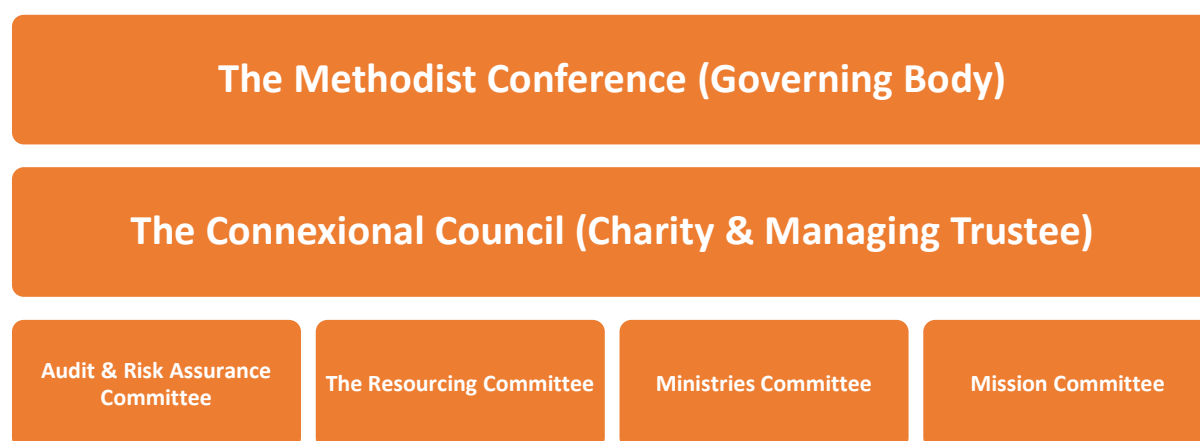 The Methodist Conference (Governing Body)
The Connexional Council (Charity & Managing Trustee)
Audit & Risk Assurance
Committee
The Resourcing Committee
Ministries Committee
Mission Committee